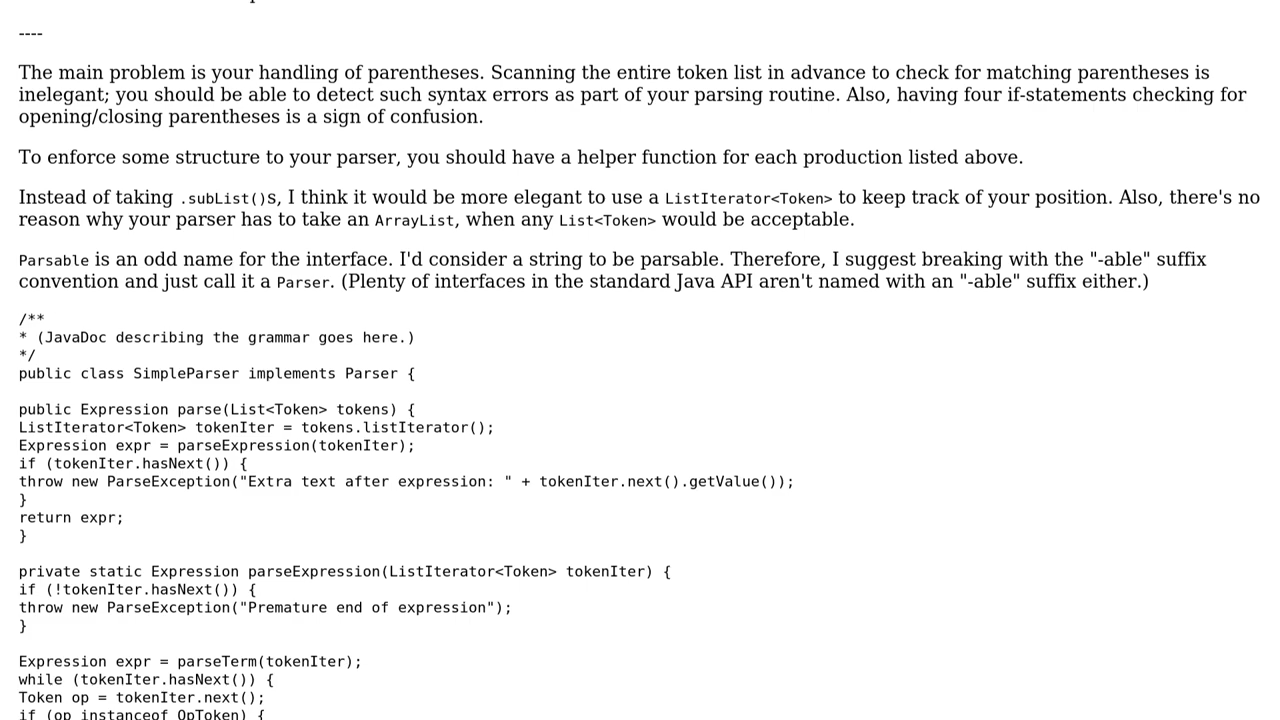 ----
The main problem is your handling of parentheses. Scanning the entire token list in advance to check for matching parentheses is
inelegant; you should be able to detect such syntax errors as part of your parsing routine. Also, having four if-statements checking for
opening/closing parentheses is a sign of confusion.
To enforce some structure to your parser, you should have a helper function for each production listed above.
Instead of taking .subList()s, I think it would be more elegant to use a ListIterator<Token> to keep track of your position. Also, there's no
reason why your parser has to take an ArrayList, when any List<Token> would be acceptable.
Parsable is an odd name for the interface. I'd consider a string to be parsable. Therefore, I suggest breaking with the "-able" suffix
convention and just call it a Parser. (Plenty of interfaces in the standard Java API aren't named with an "-able" suffix either.)
/**
* (JavaDoc describing the grammar goes here.)
*/
public class SimpleParser implements Parser {
public Expression parse(List<Token> tokens) {
ListIterator<Token> tokenIter = tokens.listIterator();
Expression expr = parseExpression(tokenIter);
if (tokenIter.hasNext()) {
throw new ParseException("Extra text after expression: " + tokenIter.next().getValue());
}
return expr;
}
private static Expression parseExpression(ListIterator<Token> tokenIter) {
if (!tokenIter.hasNext()) {
throw new ParseException("Premature end of expression");
}
Expression expr = parseTerm(tokenIter);
while (tokenIter.hasNext()) {
Token op = tokenIter.next();
if (op instanceof OpToken) {